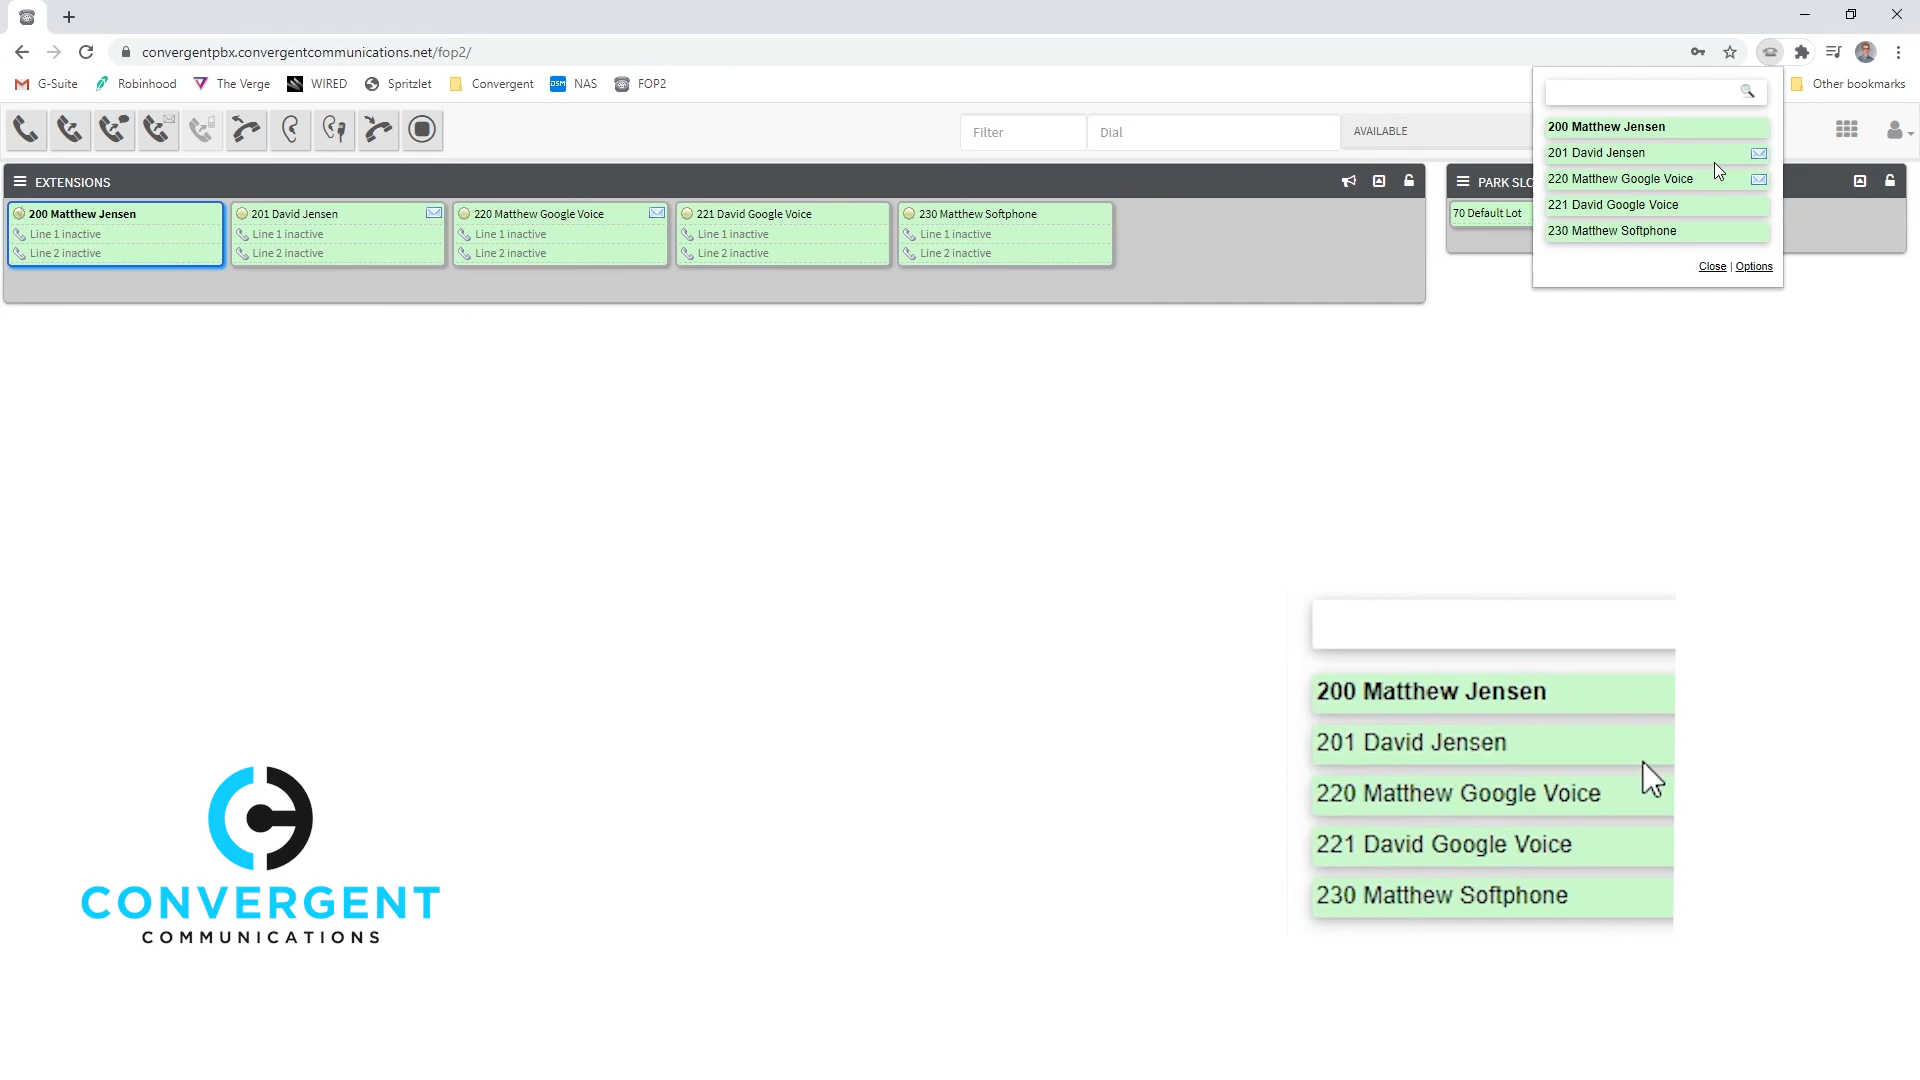 convergentpbx.convergentcommunications.net/fop2/
G-Suite Robinhood The Verge WIRED Spritzlet Convergent DSM NAS FOP2 Other bookmarks
Filter Dial AVAILABLE
EXTENSIONS
200 Matthew Jensen
Line 1 inactive
Line 2 inactive
201 David Jensen
Line 1 inactive
Line 2 inactive
220 Matthew Google Voice
Line 1 inactive
Line 2 inactive
221 David Google Voice
Line 1 inactive
Line 2 inactive
230 Matthew Softphone
Line 1 inactive
Line 2 inactive
PARK SLO
70 Default Lot
200 Matthew Jensen
201 David Jensen
220 Matthew Google Voice
221 David Google Voice
230 Matthew Softphone
Close | Options
200 Matthew Jensen
201 David Jensen
220 Matthew Google Voice
221 David Google Voice
230 Matthew Softphone
CONVERGENT
COMMUNICATIONS